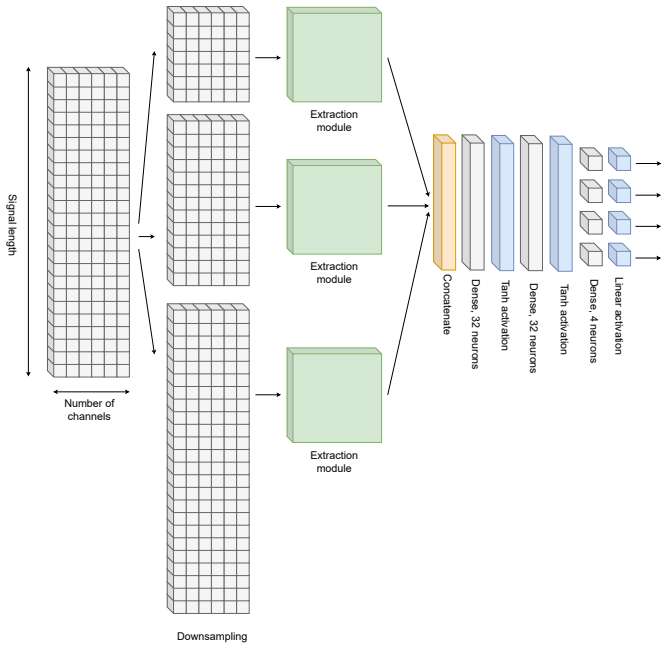 Signal length
Number of
channels
Downsampling
Extraction
module
Extraction
module
Extraction
module
Concatenate
Dense, 32 neurons
Tanh activation
Dense, 32 neurons
Tanh activation
Dense, 4 neurons
Linear activation